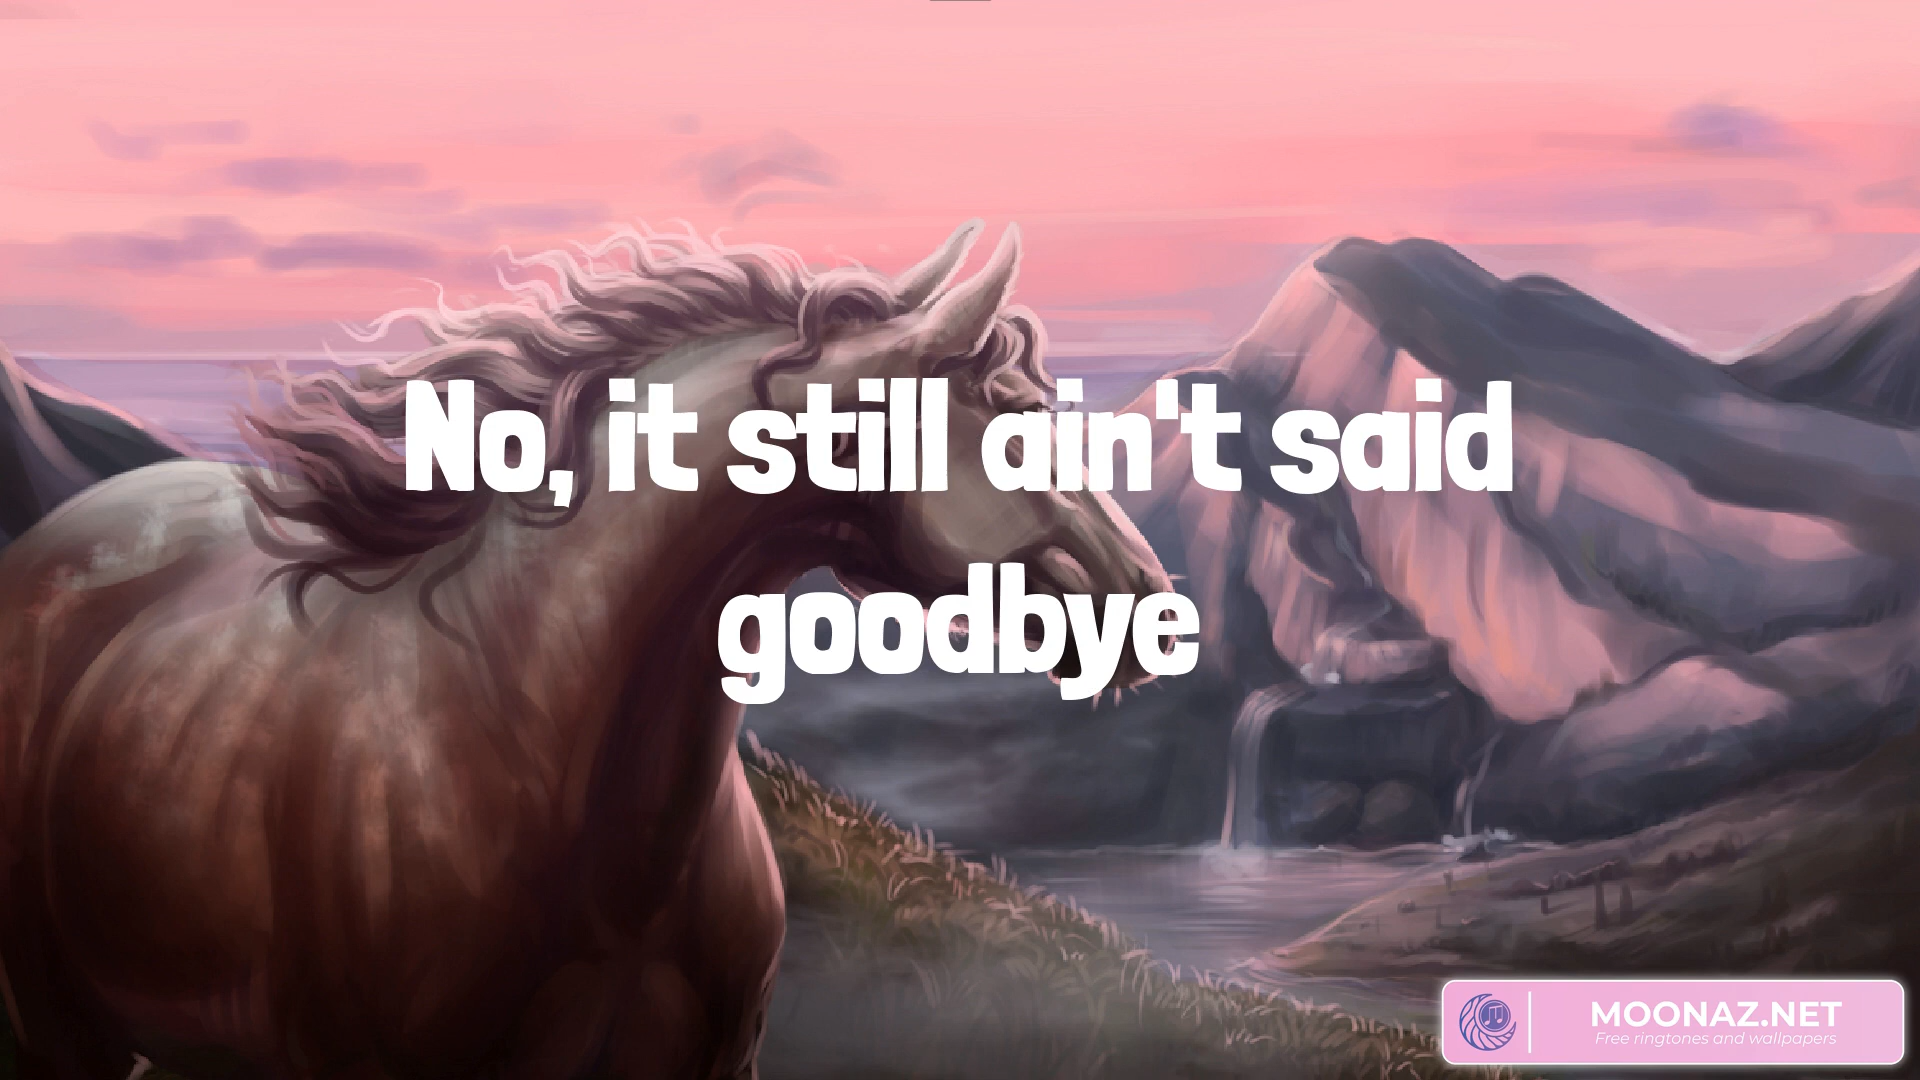 No, it still ain't said
goodbye
MOONAZ.NET
Free ringtones and wallpapers